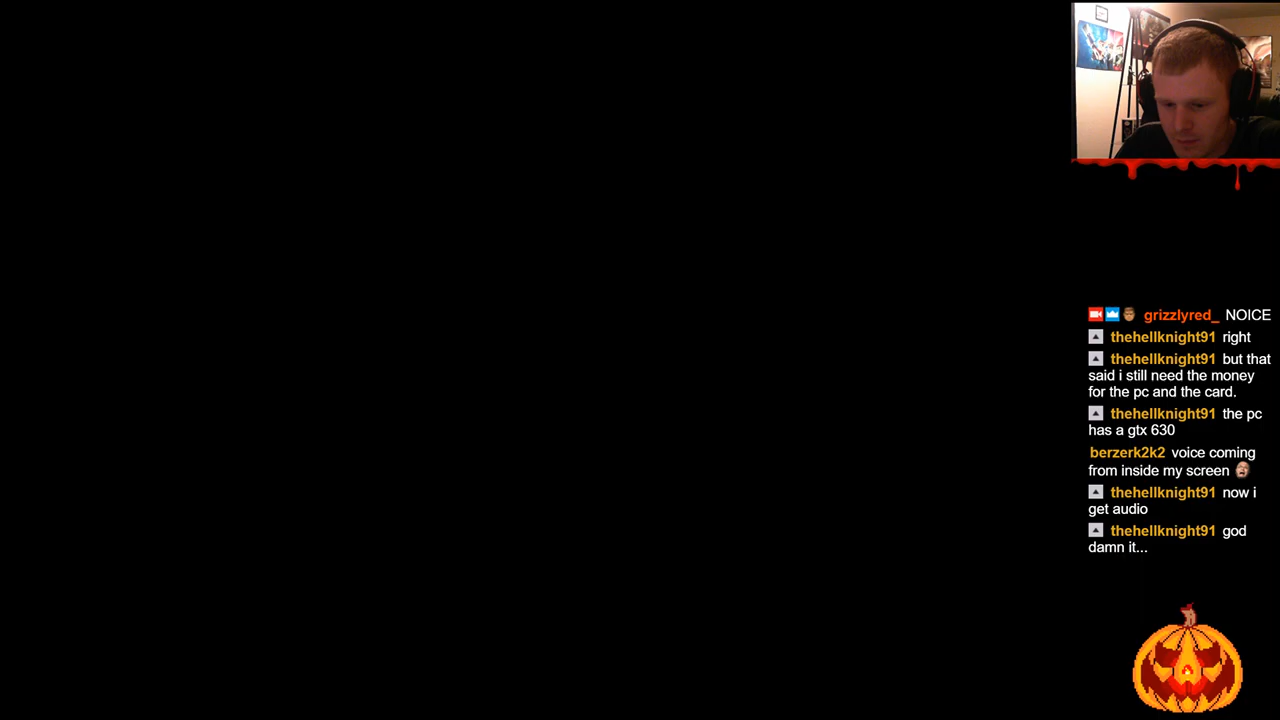 grizzlyred_ NOICE
thehellknight91 right
thehellknight91 but that
said i still need the money
for the pc and the card.
thehellknight91 the pc
has a gtx 630
berzerk2k2 voice coming
from inside my screen
thehellknight91 now i
get audio
thehellknight91 god
damn it...